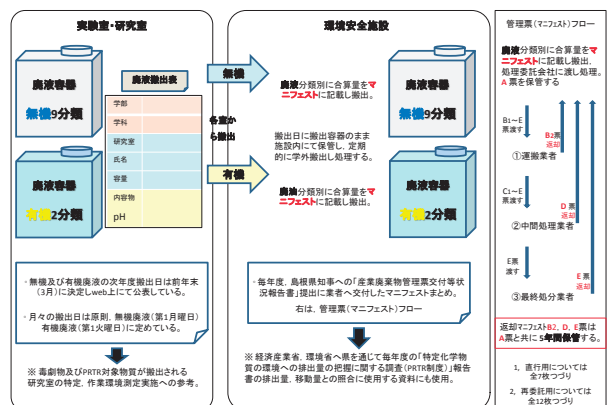 実験室・研究室
廃液容器
無機9分類
廃液容器
有機2分類
廃液搬出表
学部
学科
研究室
氏名
容量
内容物
pH
各室か
ら搬出
・無機及び有機廃液の次年度搬出日は前年末
(3月)に決定しweb上にて公表している。
・月々の搬出日は原則,無機廃液(第1月曜日)
有機廃液(第1火曜日)に定めている。
※ 毒劇物及びPRTR対象物質が搬出される
研究室の特定,作業環境測定実施への参考。
無機
有機
環境安全施設
廃液分類別に合算量をマ
ニフェストに記載し搬出。
搬出日に搬出容器のまま
施設内にて保管し,定期
的に学外搬出し処理する。
廃油分類別に合算量をマ
ニフェストに記載し搬出。
廃液容器
無機9分類
廃液容器
有機2分類
・毎年度,島根県知事への「産業廃棄物管理票交付等状
況報告書」提出に業者へ交付したマニフェストまとめ。
右は,管理票(マニフェスト)フロー
※ 経済産業省,環境省へ県を通じて毎年度の「特定化学物
質の環境への排出量の把握に関する調査(PRTR制度)」報告
書の排出量,移動量との照合に使用する資料にも使用。
管理票(マニフェスト)フロー
廃液分類別に合算量をマ
ニフェストに記載し搬出,
処理委託会社に渡し処理。
A票を保管する
B1~E
票渡す
B2票
返却
①運搬業者
C1~E
票渡す
D 票
返却
②中間処理業者
E票
渡す
E 票
返却
③最終処分業者
返却マニフェストB2, D, E票は
A票と共に5年間保管する
1, 直行用については
全7枚つづり
2, 再委託用については
全12枚つづり